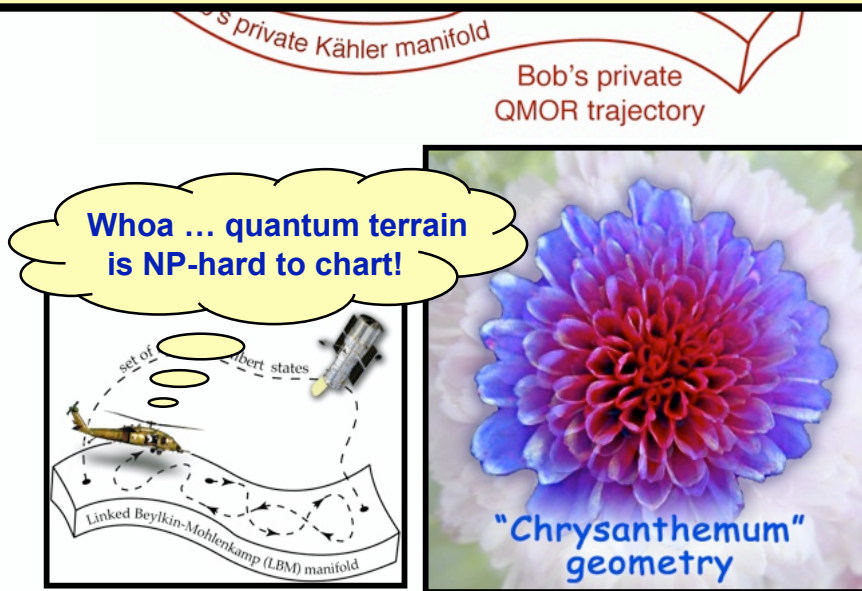 's private Kähler manifold
Bob's private
QMOR trajectory
Whoa … quantum terrain
is NP-hard to chart!
set of
states
Linked Beylkin-Mohlenkamp (LBM) manifold
"Chrysanthemum"
geometry